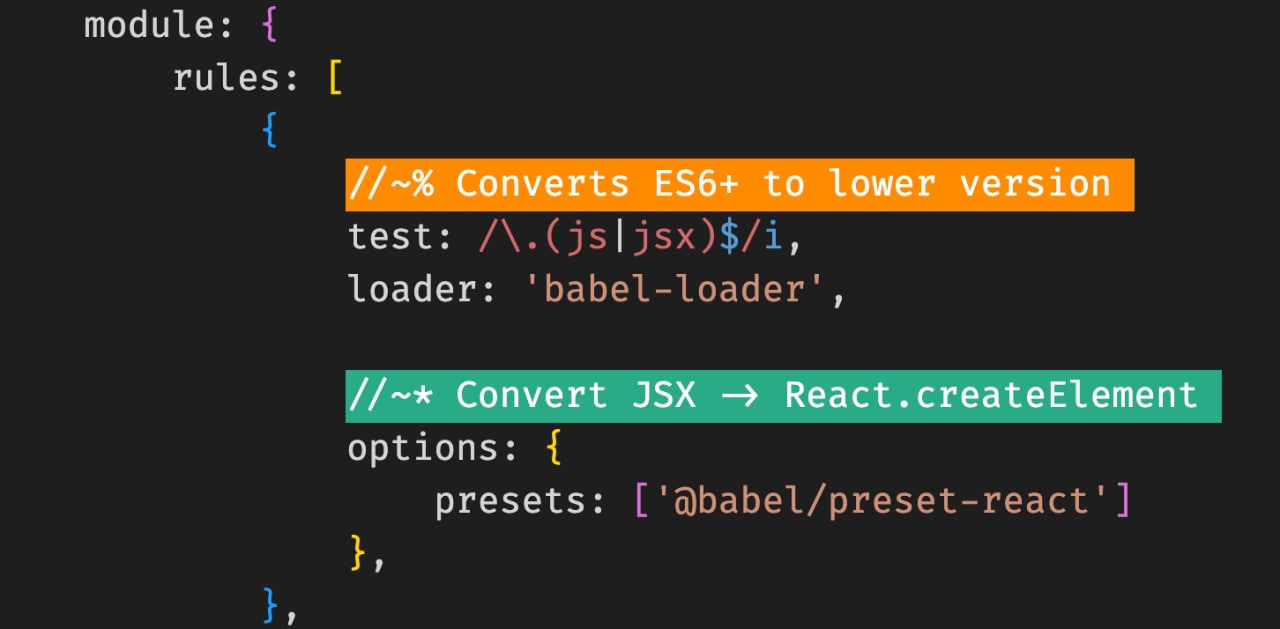 module: {
rules: [
{
//~% Converts ES6+ to lower version
test: /\.(js|jsx)$/i,
loader: 'babel-loader',
//~* Convert JSX → React.createElement
options: {
presets: ['@babel/preset-react']
},
},